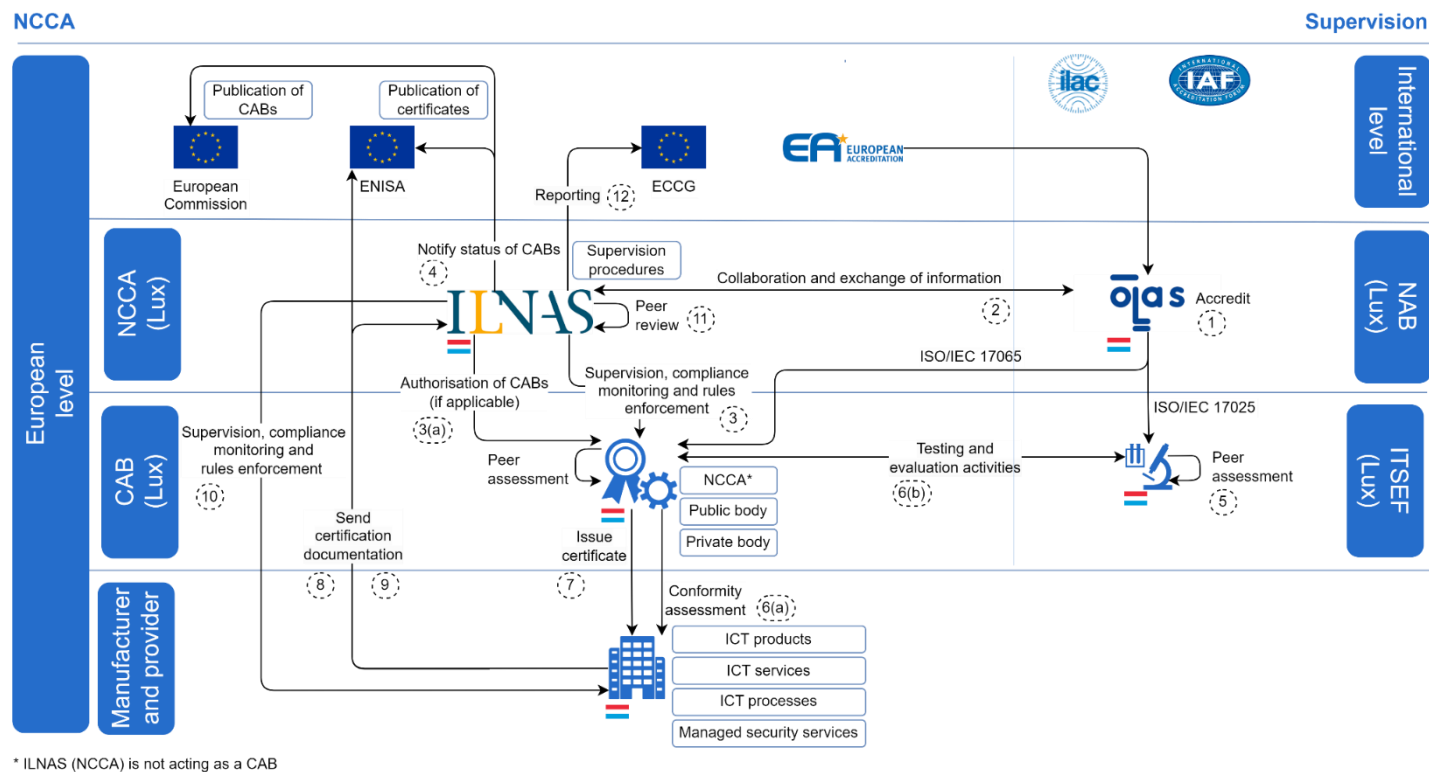 NCCA
Supervision
European level
International
level
Publication of
CABs
Publication of
certificates
ilac
INTERNATIONAL
IAF
ACCREDITATION FORUM
European
Commission
ENISA
ECCG
EA EUROPEAN
ACCREDITATION
Reporting 12
NCCA
(Lux)
NAB
(Lux)
Notify status of CABs
4
Supervision
procedures
Collaboration and exchange of information
2
ILNAS
Peer
review 11
olas
Accredit
1
ISO/IEC 17065
Authorisation of CABs
(if applicable)
3(a)
Supervision, compliance
monitoring and rules
enforcement
3
ISO/IEC 17025
CAB
(Lux)
ITSEF
(Lux)
Supervision, compliance
monitoring and
rules enforcement
10
Peer
assessment
Testing and
evaluation activities
6(b)
Peer
assessment
5
NCCA*
Public body
Private body
Send
certification
documentation
8 9
Issue
certificate
7
Manufacturer
and provider
Conformity
assessment 6(a)
ICT products
ICT services
ICT processes
Managed security services
* ILNAS (NCCA) is not acting as a CAB